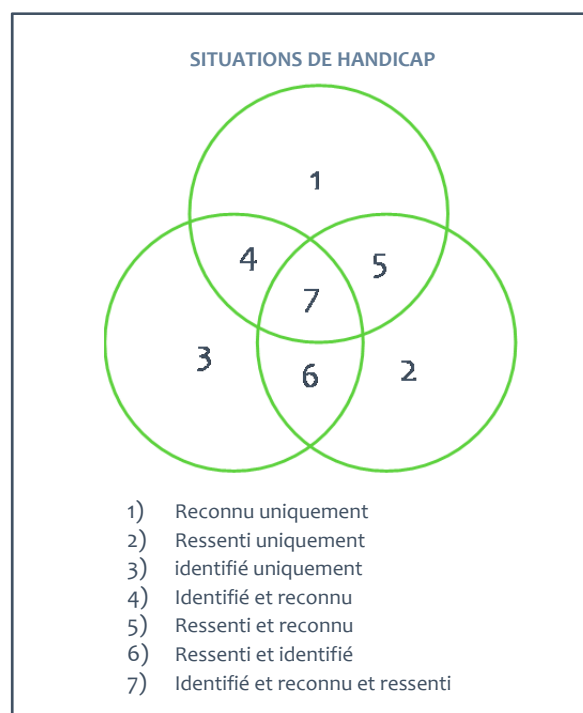 SITUATIONS DE HANDICAP
1
4
5
7
3
6
2
1) Reconnu uniquement
2) Ressenti uniquement
3) identifié uniquement
4) Identifié et reconnu
5) Ressenti et reconnu
6) Ressenti et identifié
7) Identifié et reconnu et ressenti